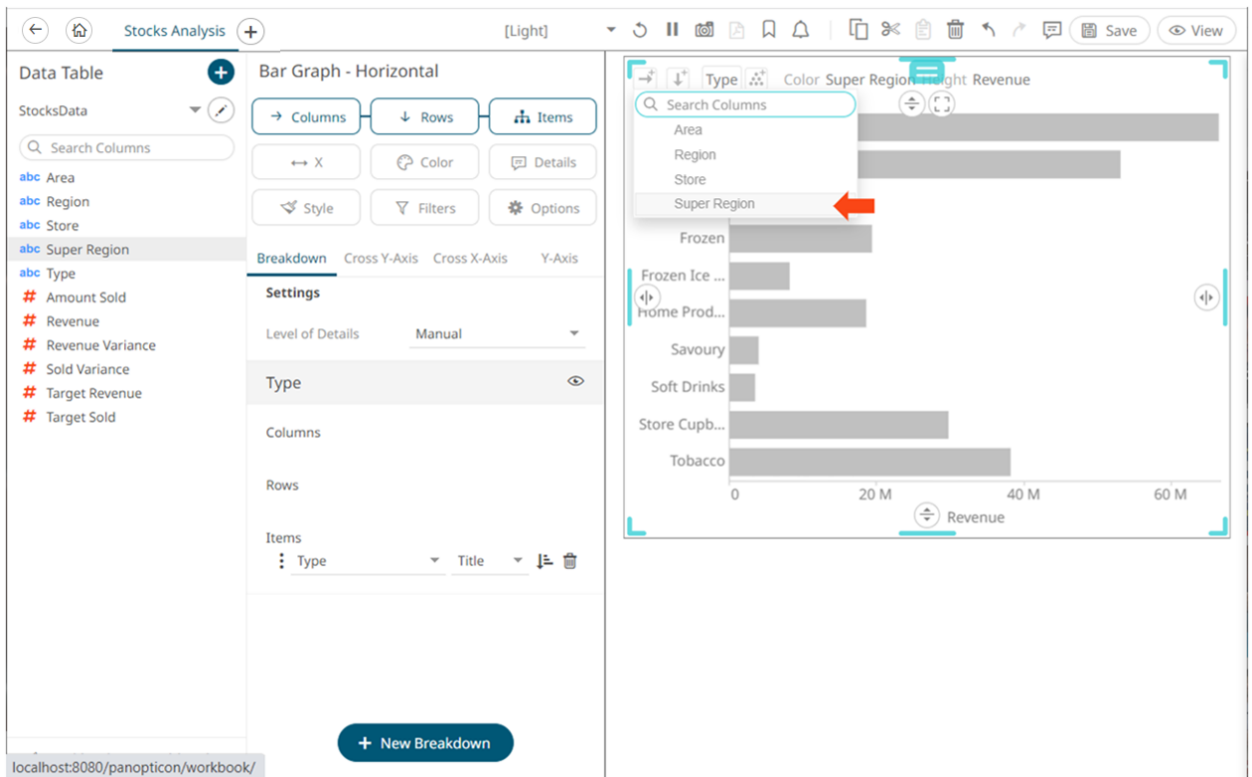 Stocks Analysis
[Light]
Save
View
Data Table
StocksData
Search Columns
abc Area
abc Region
abc Store
abc Super Region
abc Type
# Amount Sold
# Revenue
# Revenue Variance
# Sold Variance
# Target Revenue
# Target Sold
localhost:8080/panopticon/workbook/
Bar Graph - Horizontal
Columns
Rows
Items
X
Color
Details
Style
Filters
Options
Breakdown
Cross Y-Axis
Cross X-Axis
Y-Axis
Settings
Level of Details
Manual
Type
Columns
Rows
Items
Type
Title
+ New Breakdown
Type
Color Super Region
Revenue
Search Columns
Area
Region
Store
Super Region
Frozen
Frozen Ice ...
Home Prod...
Savoury
Soft Drinks
Store Cupb...
Tobacco
0
20 M
40 M
60 M
Revenue